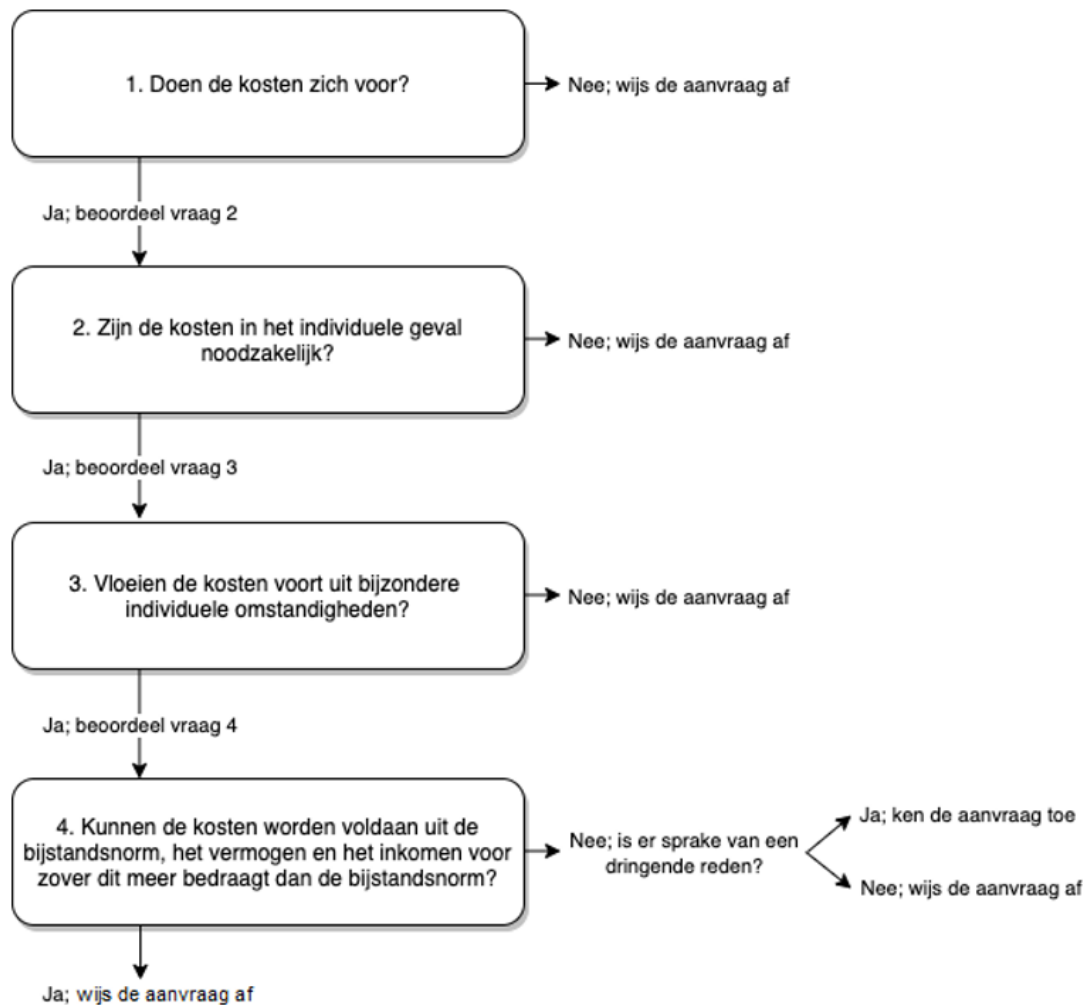 1. Doen de kosten zich voor?
Nee; wijs de aanvraag af
Ja; beoordeel vraag 2
2. Zijn de kosten in het individuele geval
noodzakelijk?
Nee; wijs de aanvraag af
Ja; beoordeel vraag 3
3. Vloeien de kosten voort uit bijzondere
individuele omstandigheden?
Nee; wijs de aanvraag af
Ja; beoordeel vraag 4
4. Kunnen de kosten worden voldaan uit de
bijstandsnorm, het vermogen en het inkomen voor
zover dit meer bedraagt dan de bijstandsnorm?
Nee; is er sprake van een
dringende reden?
Ja; ken de aanvraag toe
Nee; wijs de aanvraag af
Ja; wijs de aanvraag af